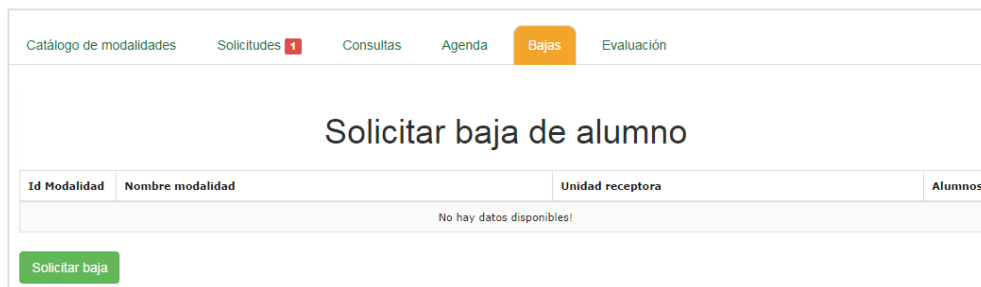 Catálogo de modalidades Solicitudes 1 Consultas Agenda Bajas Evaluación
Solicitar baja de alumno
Id Modalidad Nombre modalidad Unidad receptora Alumnos
No hay datos disponibles!
Solicitar baja